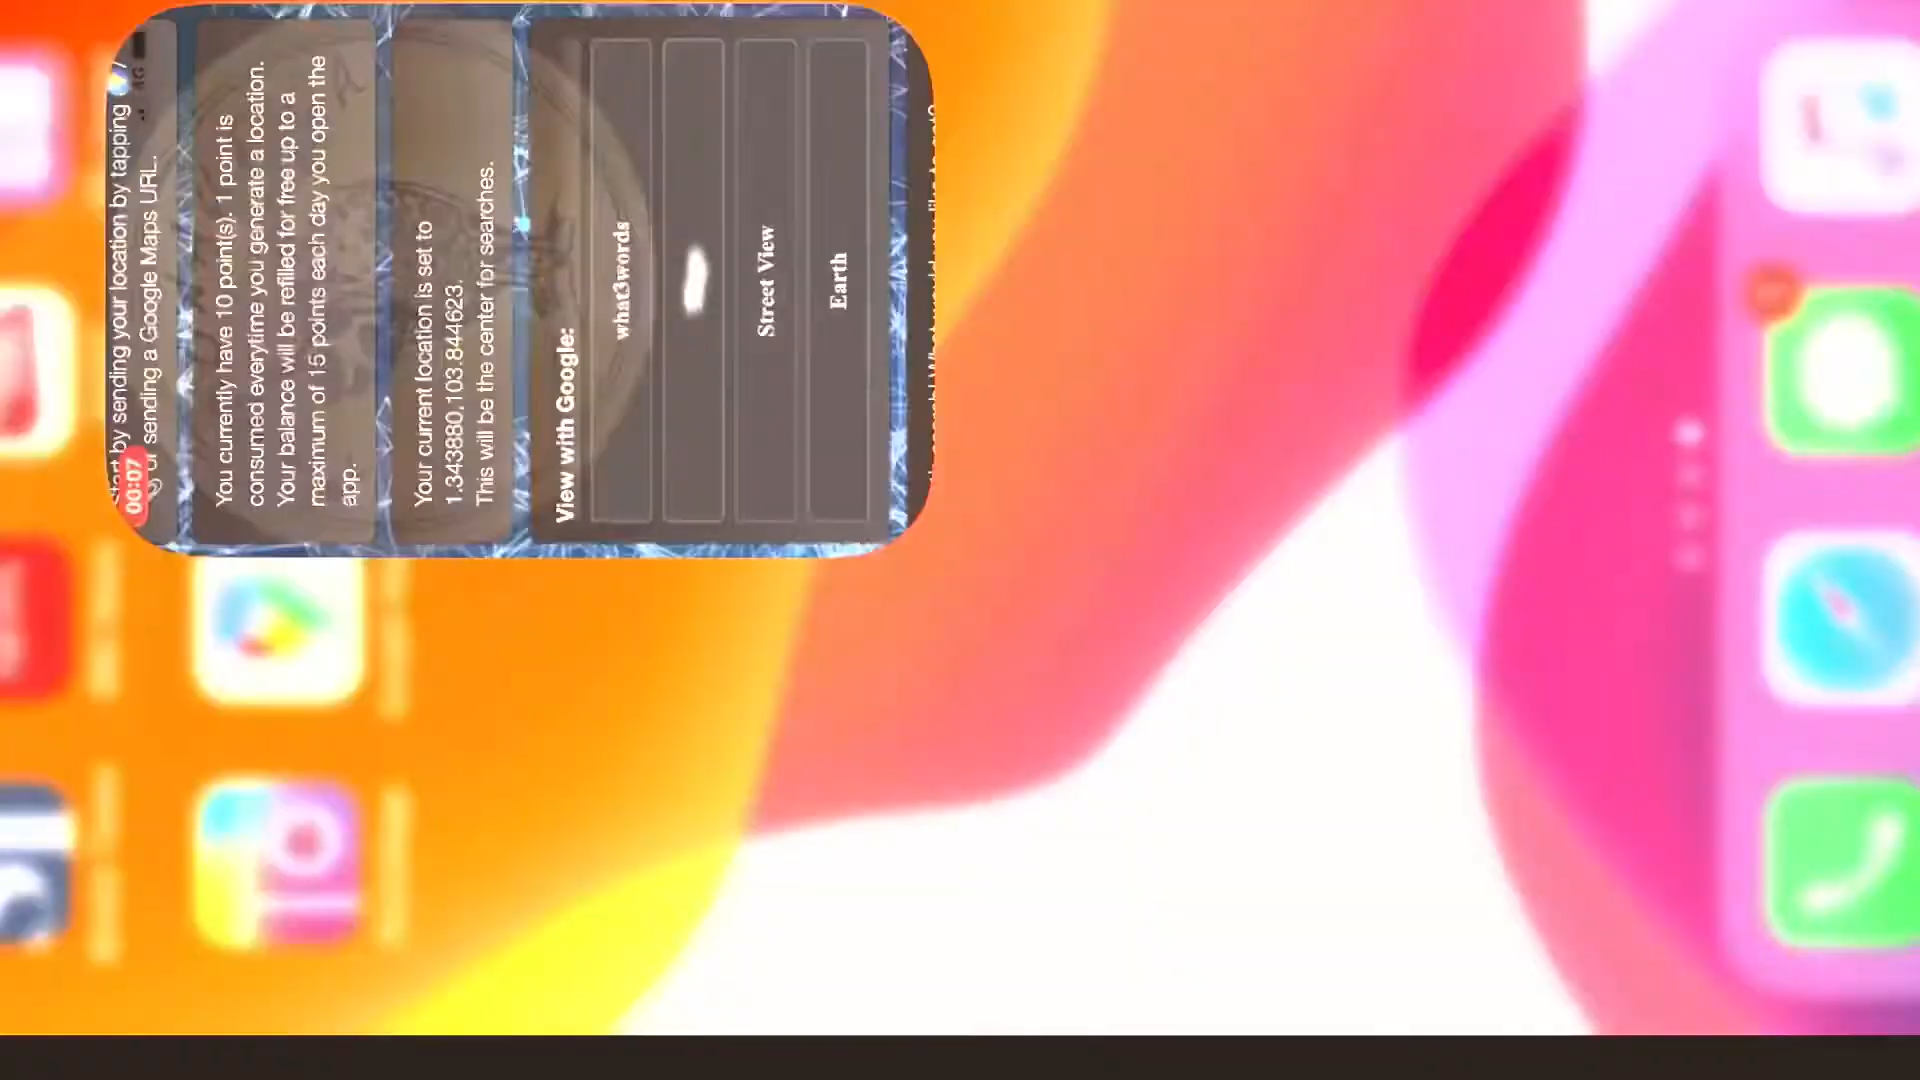 Start by sending your location by tapping
or sending a Google Maps URL.
00:07
4G
You currently have 10 point(s). 1 point is
consumed everytime you generate a location.
Your balance will be refilled for free up to a
maximum of 15 points each day you open the
app.
Your current location is set to
1.343880,103.844623.
This will be the center for searches.
View with Google:
what3words
Street View
Earth